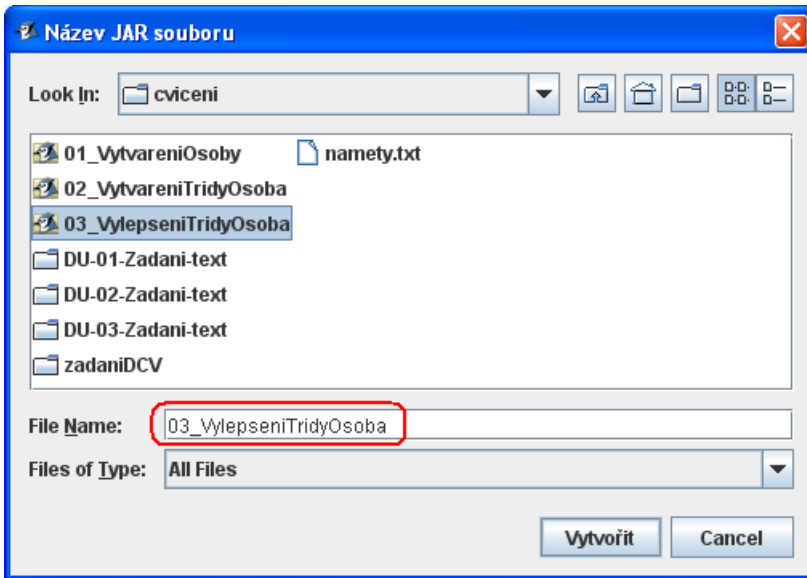 Název JAR souboru
Look In: cviceni
01_VytvareniOsoby namety.txt
02_VytvareniTridyOsoba
03_VylepseniTridyOsoba
DU-01-Zadani-text
DU-02-Zadani-text
DU-03-Zadani-text
zadaniDCV
File Name: 03_VylepseniTridyOsoba
Files of Type: All Files
Vytvořit Cancel